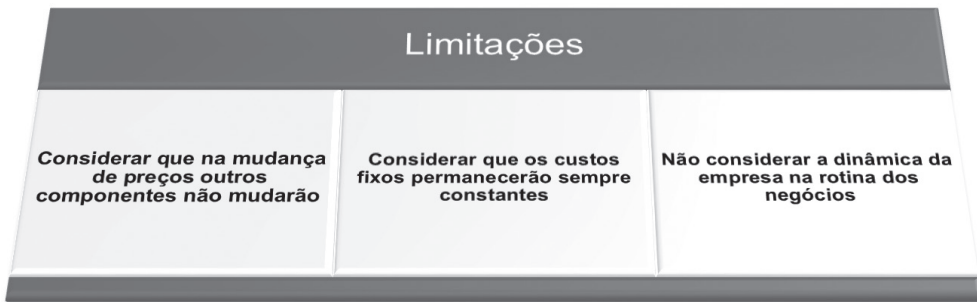 Limitações
Considerar que na mudança
de preços outros
componentes não mudarão
Considerar que os custos
fixos permanecerão sempre
constantes
Não considerar a dinâmica da
empresa na rotina dos
negócios